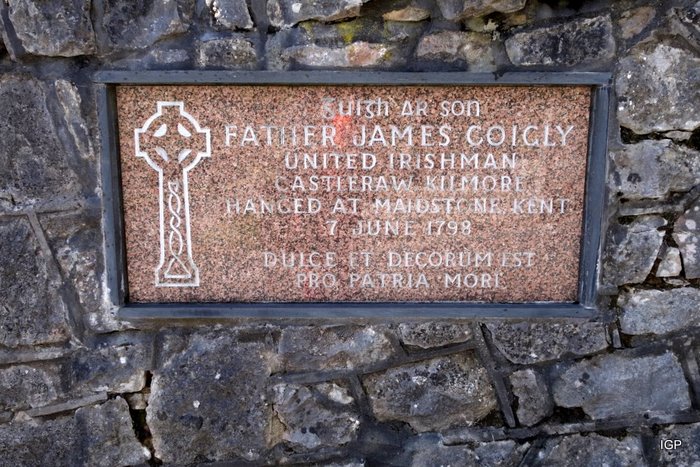 Guigh ar son
FATHER JAMES COIGLY
UNITED IRISHMAN
CASTLERAW KILMORE
HANGED AT MAIDSTONE, KENT
7 JUNE 1798
DULCE ET DECORUM EST
PRO PATRIA MORI
IGP